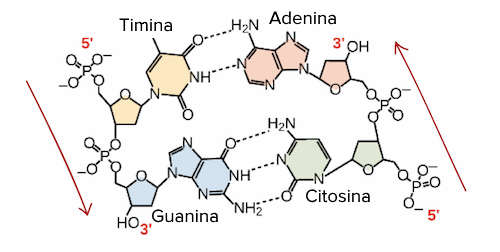 Timina
Adenina
5'
3'
H₂N
O
NH
N
N
O
N
N
N
N
OH
O
O
O⁻
P
⁻O
O
O
O
O⁻
P
⁻O
O
O
O
O⁻
P
O
O
H₂N
N
N
O
N
NH
N
N
NH₂
O
N
N
O
O
O
O⁻
P
O
O⁻
HO
3'
Guanina
Citosina
5'